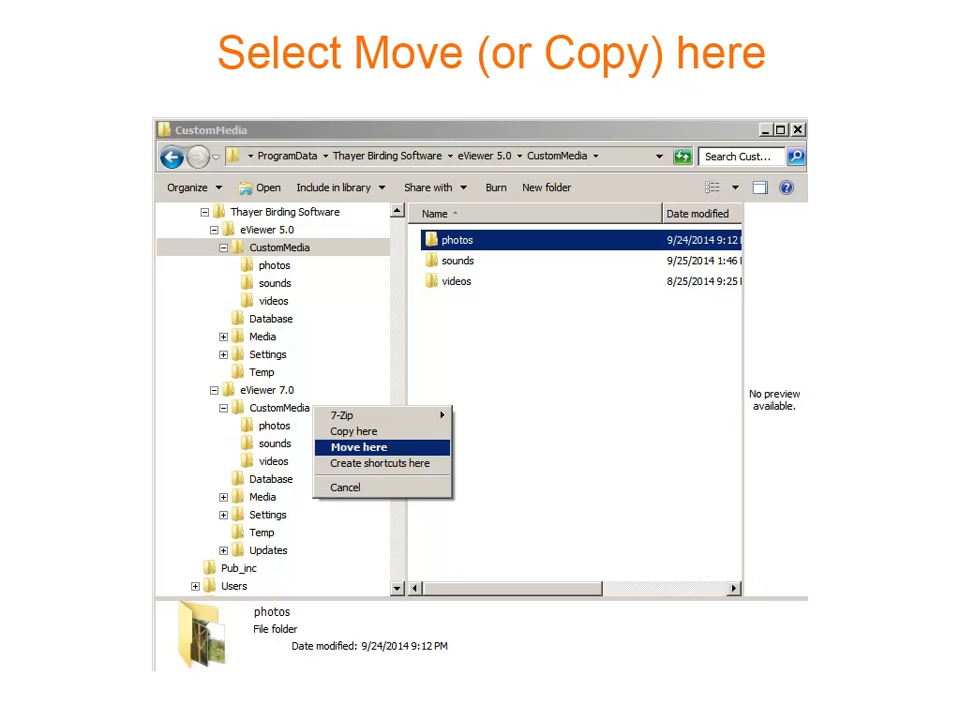 Select Move (or Copy) here
CustomMedia
ProgramData Thayer Birding Software eViewer 5.0 CustomMedia Search Cust...
Organize Open Include in library Share with Burn New folder
Thayer Birding Software
eViewer 5.0
CustomMedia
photos
sounds
videos
Database
Media
Settings
Temp
eViewer 7.0
CustomMedia
photos
sounds
videos
Database
Media
Settings
Temp
Updates
Pub_inc
Users
Name Date modified
photos 9/24/2014 9:12
sounds 9/25/2014 1:46
videos 8/25/2014 9:25
No preview
available.
7-Zip
Copy here
Move here
Create shortcuts here
Cancel
photos
File folder
Date modified: 9/24/2014 9:12 PM